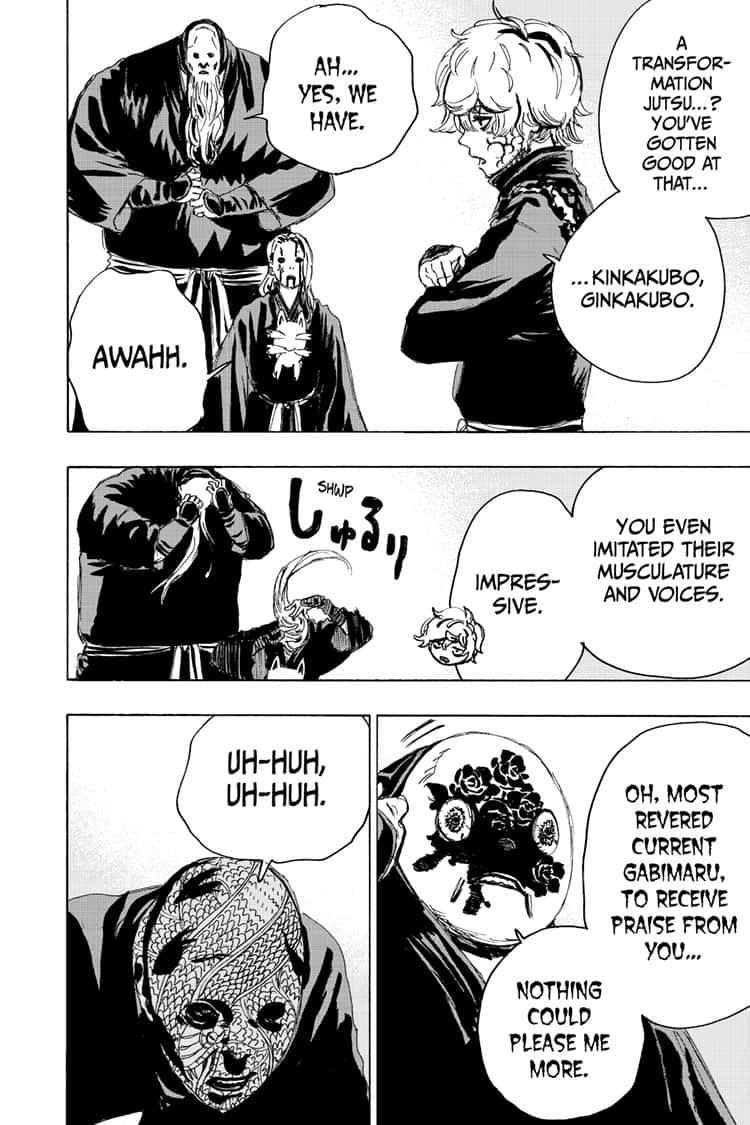 A
TRANSFOR-
MATION
JUTSU...?
YOU'VE
GOTTEN
GOOD AT
THAT...
...KINKAKUBO,
GINKAKUBO.
AH...
YES, WE
HAVE.
AWAHH.
YOU EVEN
IMITATED THEIR
MUSCULATURE
AND VOICES.
IMPRES-
SIVE.
SHWP
しゅるり
OH, MOST
REVERED
CURRENT
GABIMARU,
TO RECEIVE
PRAISE FROM
YOU...
NOTHING
COULD
PLEASE ME
MORE.
UH-HUH,
UH-HUH.